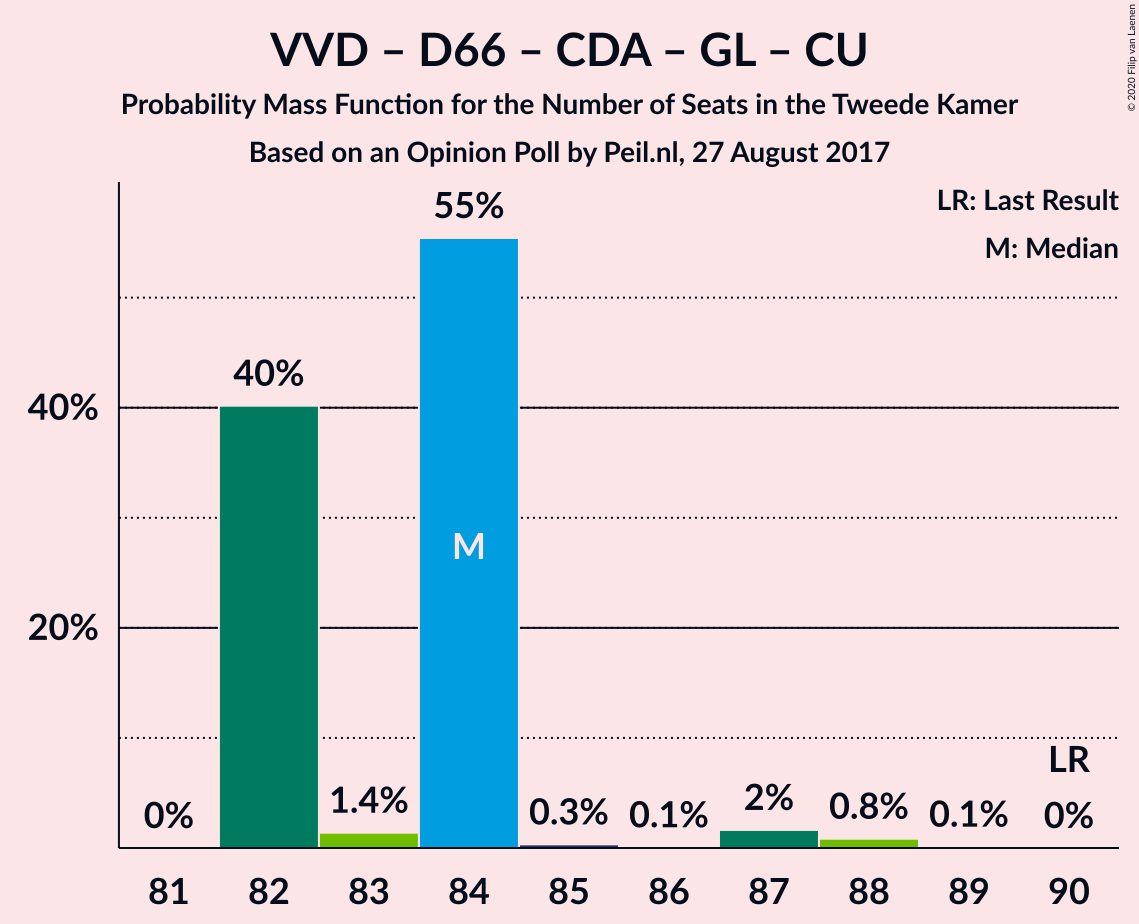 VVD – D66 – CDA – GL – CU
Probability Mass Function for the Number of Seats in the Tweede Kamer
Based on an Opinion Poll by Peil.nl, 27 August 2017
© 2020 Filip van Laenen
LR: Last Result
M: Median
55%
40%
40%
M
20%
LR
0%
1.4%
0.3%
0.1%
2%
0.8%
0.1%
0%
81 82 83 84 85 86 87 88 89 90